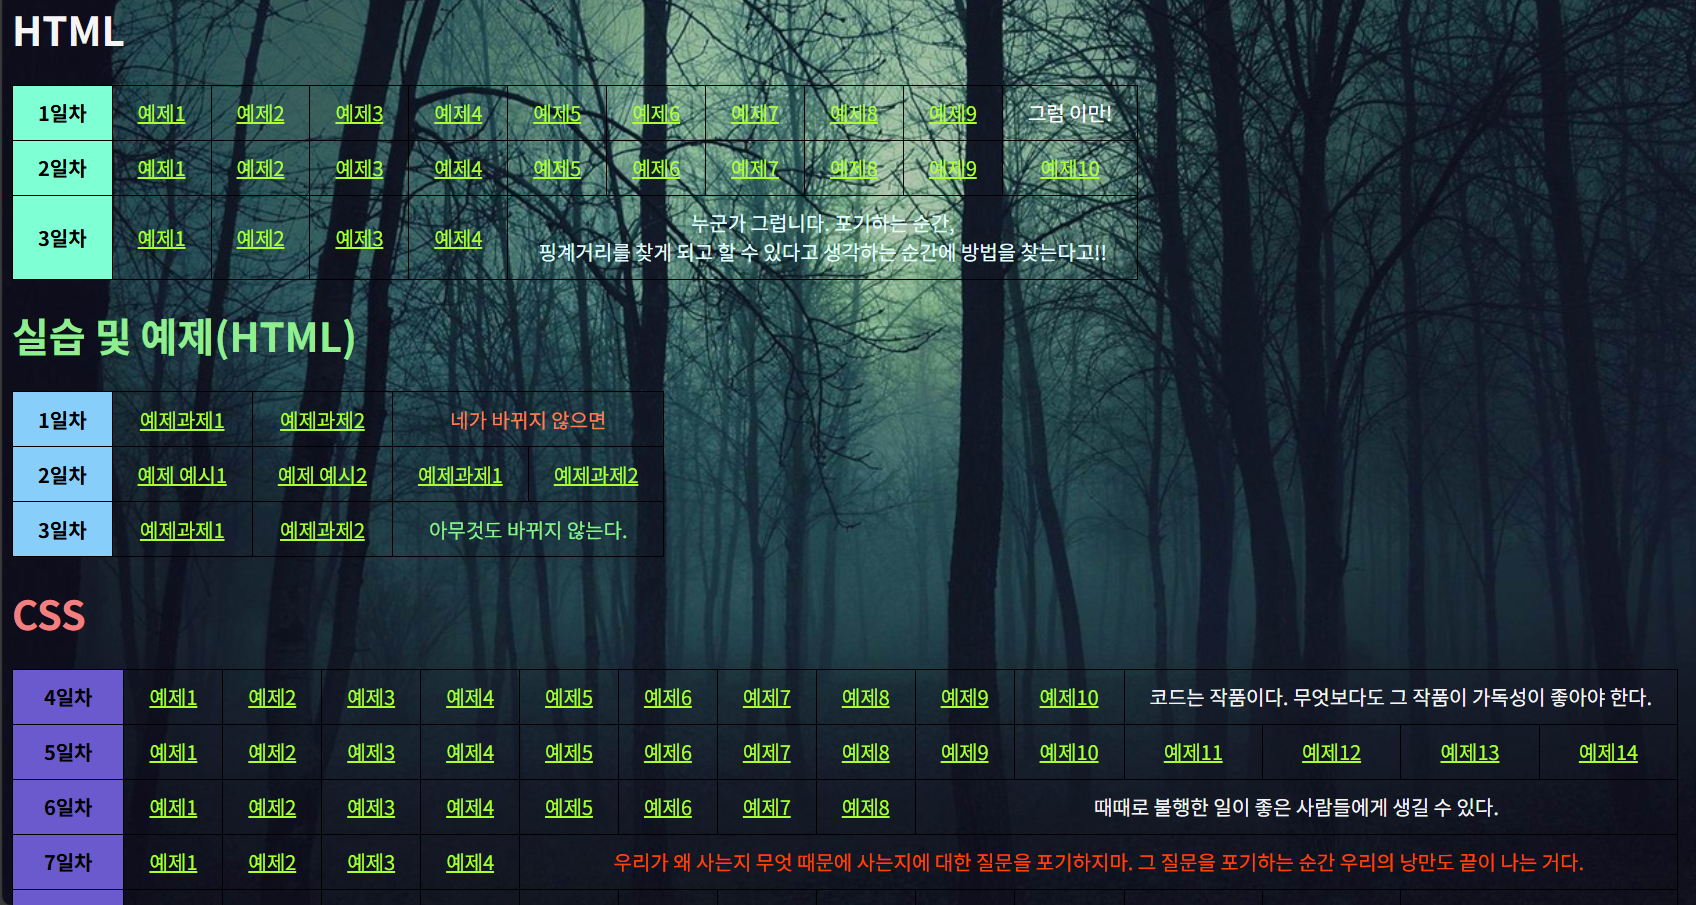 HTML
1일차 예제1 예제2 예제3 예제4 예제5 예제6 예제7 예제8 예제9 그럼 이만!
2일차 예제1 예제2 예제3 예제4 예제5 예제6 예제7 예제8 예제9 예제10
3일차 예제1 예제2 예제3 예제4 누군가 그럽니다. 포기하는 순간,
핑계거리를 찾게 되고 할 수 있다고 생각하는 순간에 방법을 찾는다고!!
실습 및 예제(HTML)
1일차 예제과제1 예제과제2 네가 바뀌지 않으면
2일차 예제 예시1 예제 예시2 예제과제1 예제과제2
3일차 예제과제1 예제과제2 아무것도 바뀌지 않는다.
CSS
4일차 예제1 예제2 예제3 예제4 예제5 예제6 예제7 예제8 예제9 예제10 코드는 작품이다. 무엇보다도 그 작품이 가독성이 좋아야 한다.
5일차 예제1 예제2 예제3 예제4 예제5 예제6 예제7 예제8 예제9 예제10 예제11 예제12 예제13 예제14
6일차 예제1 예제2 예제3 예제4 예제5 예제6 예제7 예제8 때때로 불행한 일이 좋은 사람들에게 생길 수 있다.
7일차 예제1 예제2 예제3 예제4 우리가 왜 사는지 무엇 때문에 사는지에 대한 질문을 포기하지마. 그 질문을 포기하는 순간 우리의 낭만도 끝이 나는 거다.